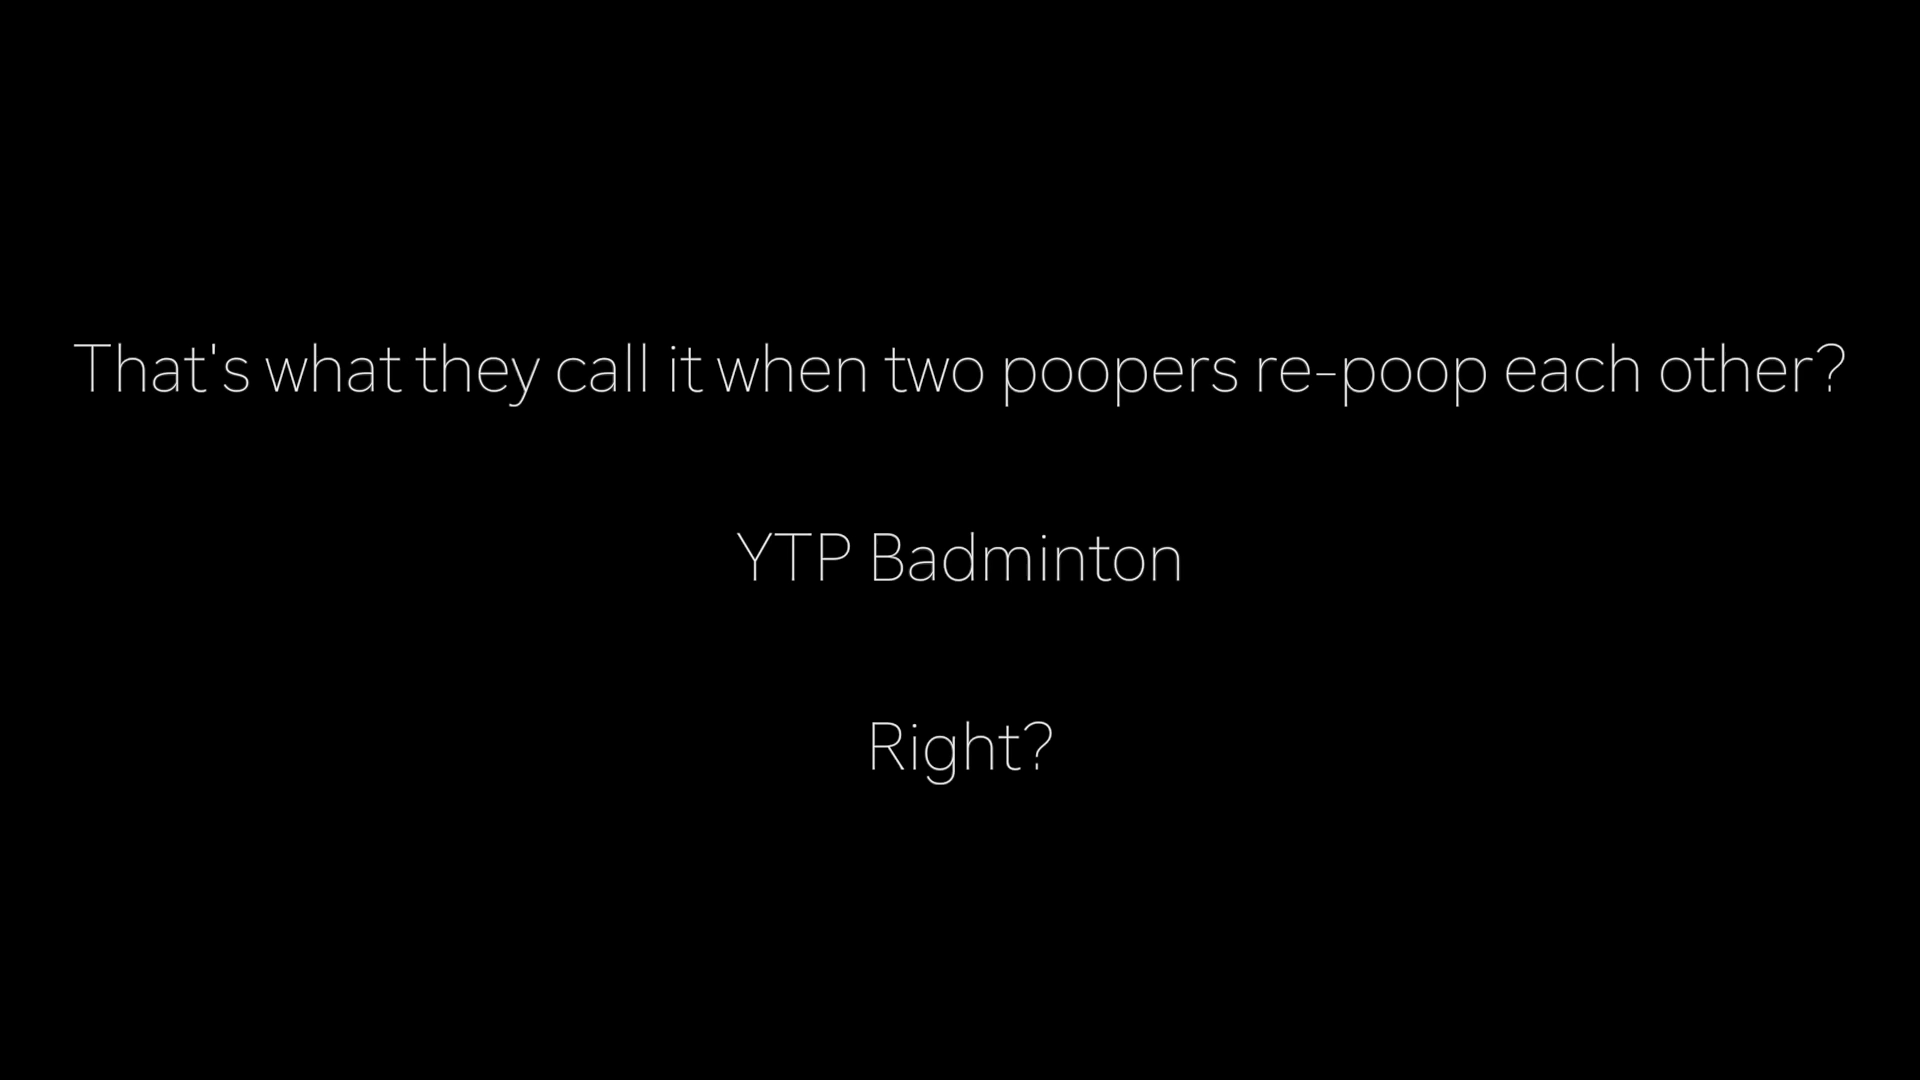 That's what they call it when two poopers re-poop each other?
YTP Badminton
Right?